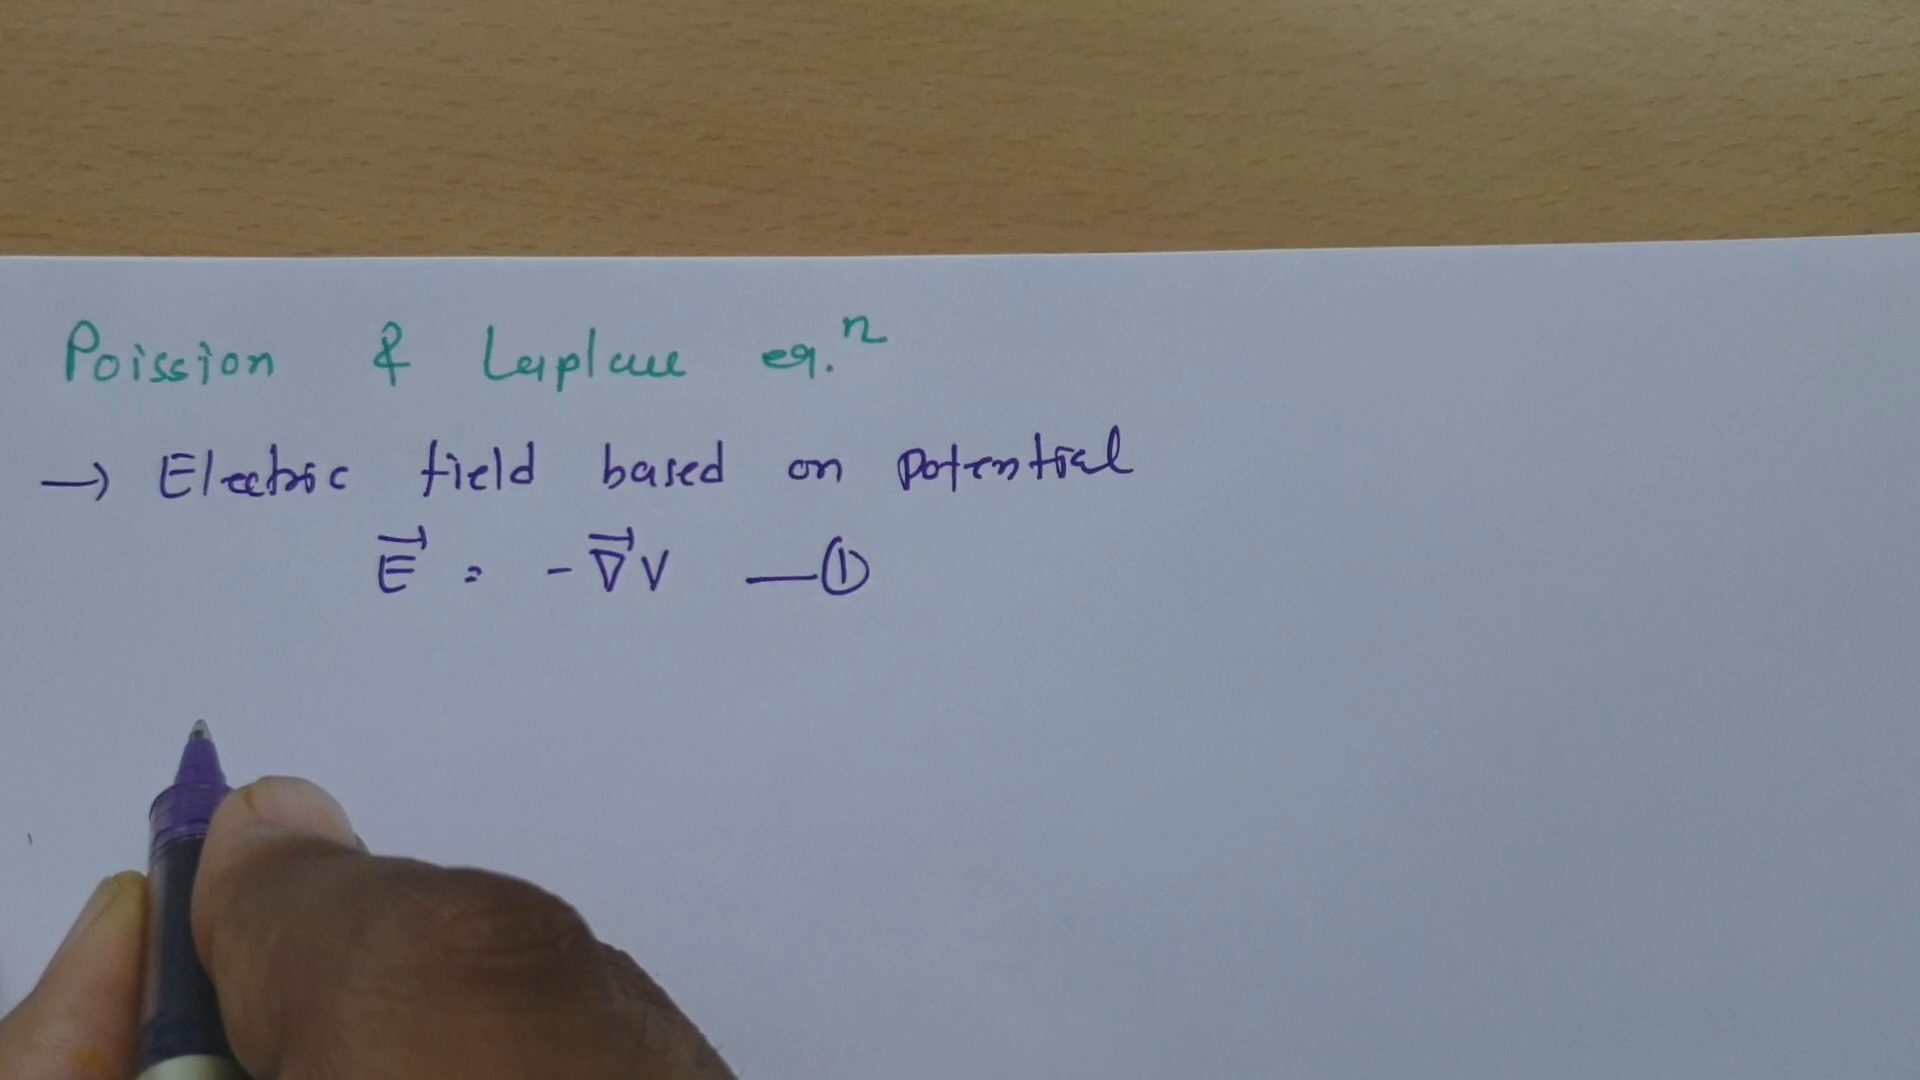 Poission & Laplace eq.ⁿ
→ Electric field based on potential
E⃗ = -∇⃗V —①